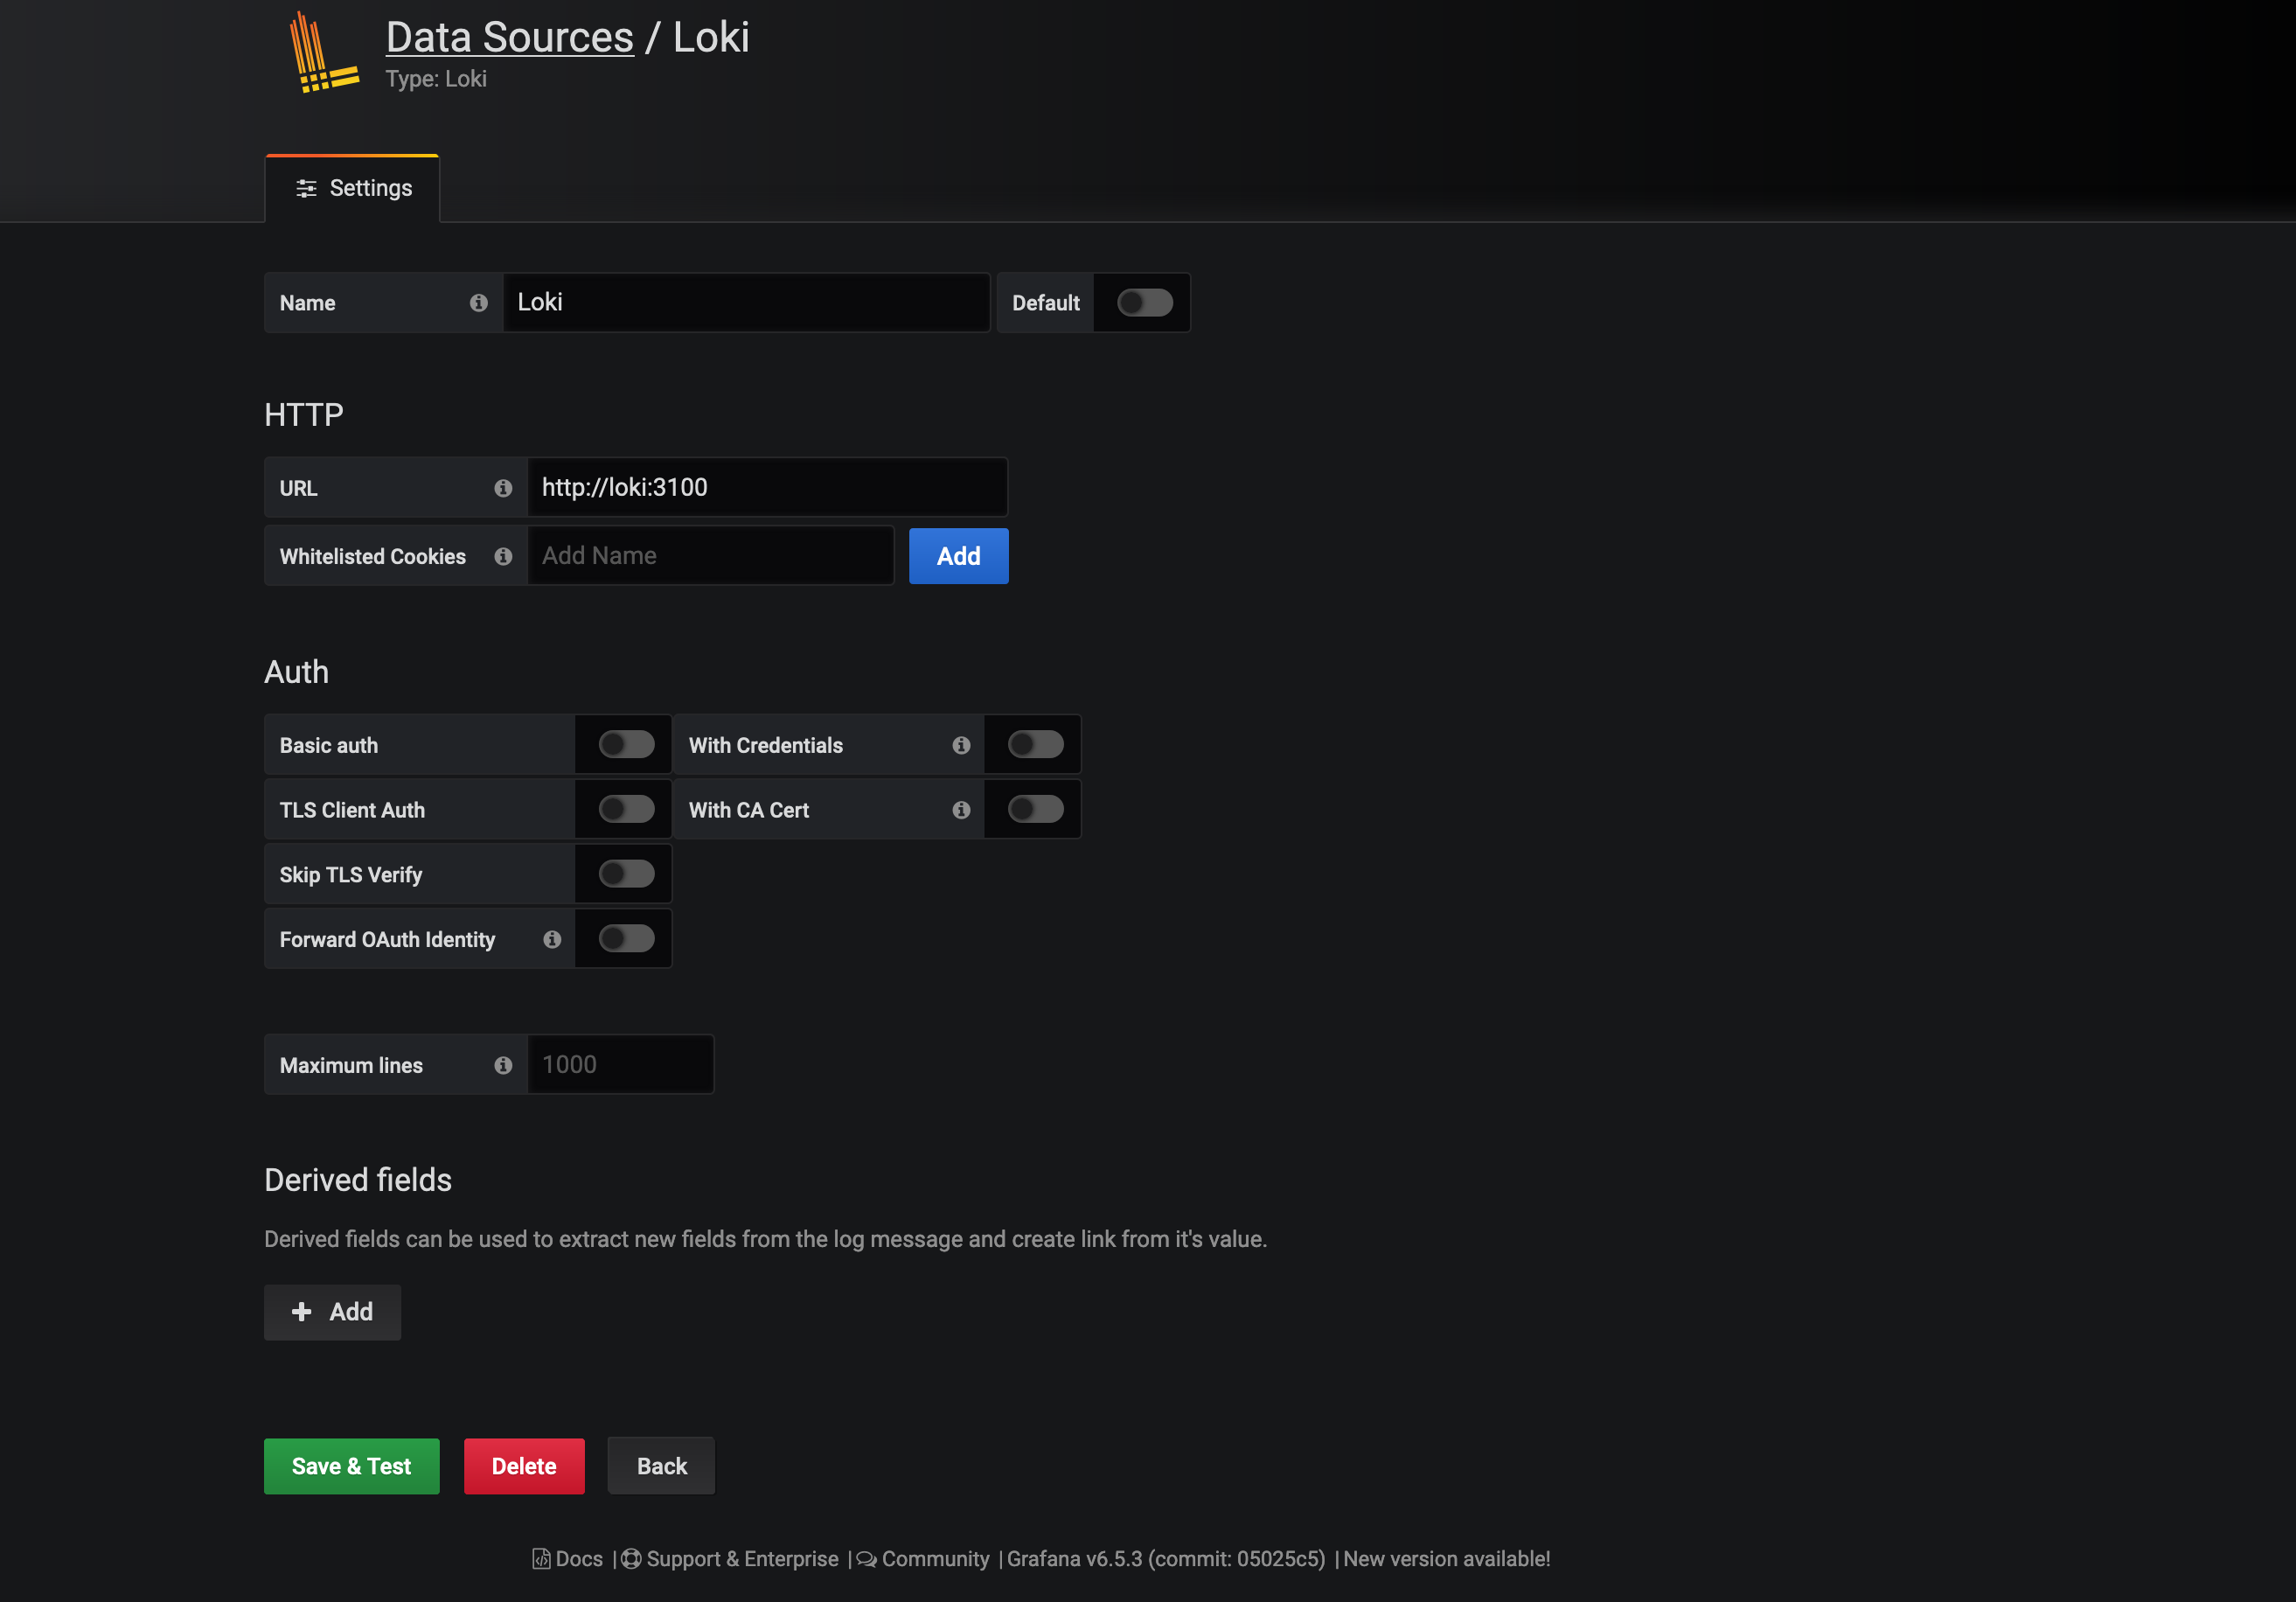 Data Sources / Loki
Type: Loki
Settings
Name Loki Default
HTTP
URL http://loki:3100
Whitelisted Cookies Add Name Add
Auth
Basic auth With Credentials
TLS Client Auth With CA Cert
Skip TLS Verify
Forward OAuth Identity
Maximum lines 1000
Derived fields
Derived fields can be used to extract new fields from the log message and create link from it's value.
Add
Save & Test Delete Back
Docs | Support & Enterprise | Community | Grafana v6.5.3 (commit: 05025c5) | New version available!